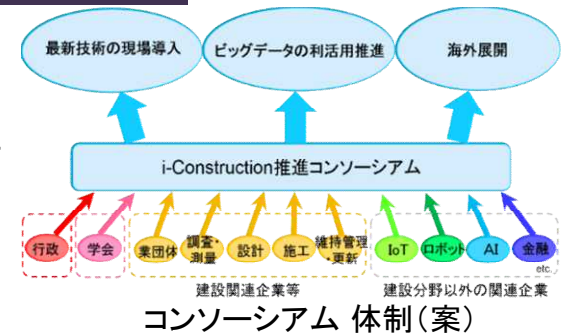 最新技術の現場導入
ビッグデータの利活用推進
海外展開
i-Construction推進コンソーシアム
行政
学会
業団体
調査・
測量
設計
施工
維持管理
・更新
IoT
ロボット
AI
金融
etc.
建設関連企業等
建設分野以外の関連企業
コンソーシアム 体制(案)